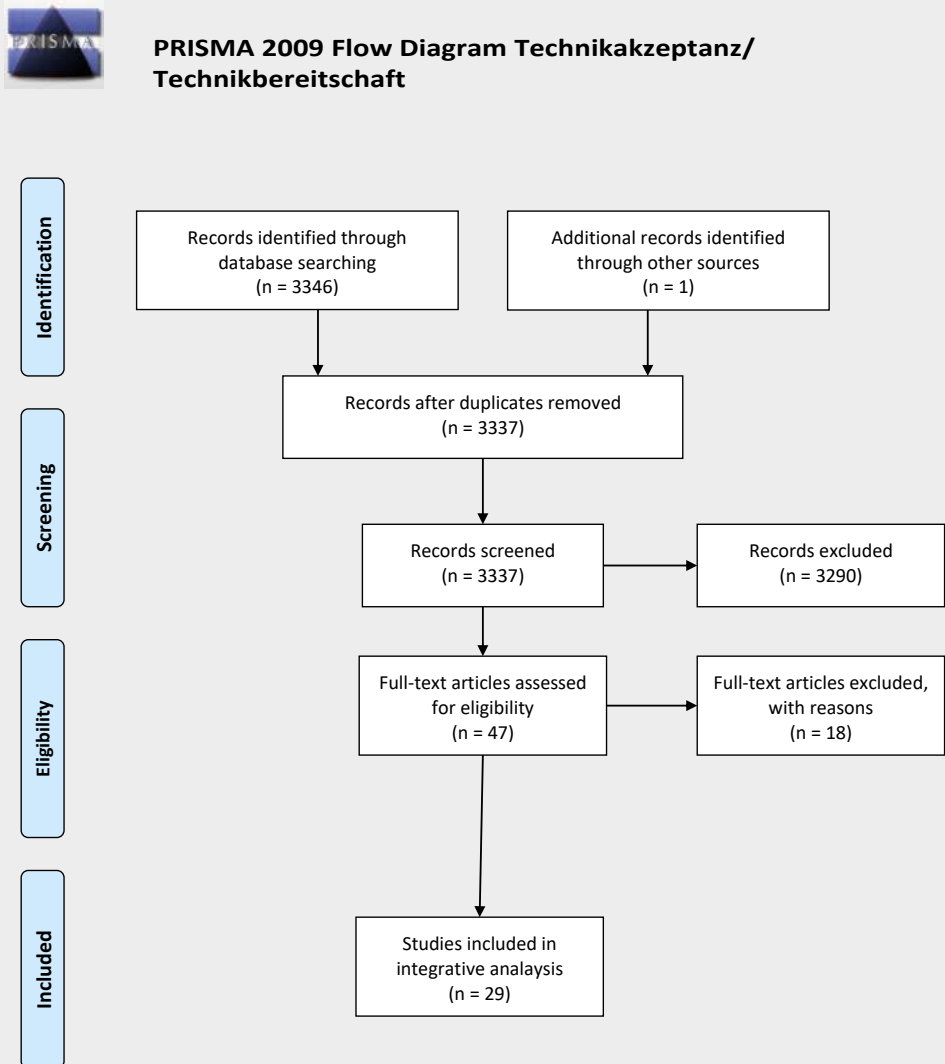 PRISMA
PRISMA 2009 Flow Diagram Technikakzeptanz/
Technikbereitschaft
Identification
Records identified through
database searching
(n = 3346)
Additional records identified
through other sources
(n = 1)
Records after duplicates removed
(n = 3337)
Screening
Records screened
(n = 3337)
Records excluded
(n = 3290)
Eligibility
Full-text articles assessed
for eligibility
(n = 47)
Full-text articles excluded,
with reasons
(n = 18)
Included
Studies included in
integrative analaysis
(n = 29)